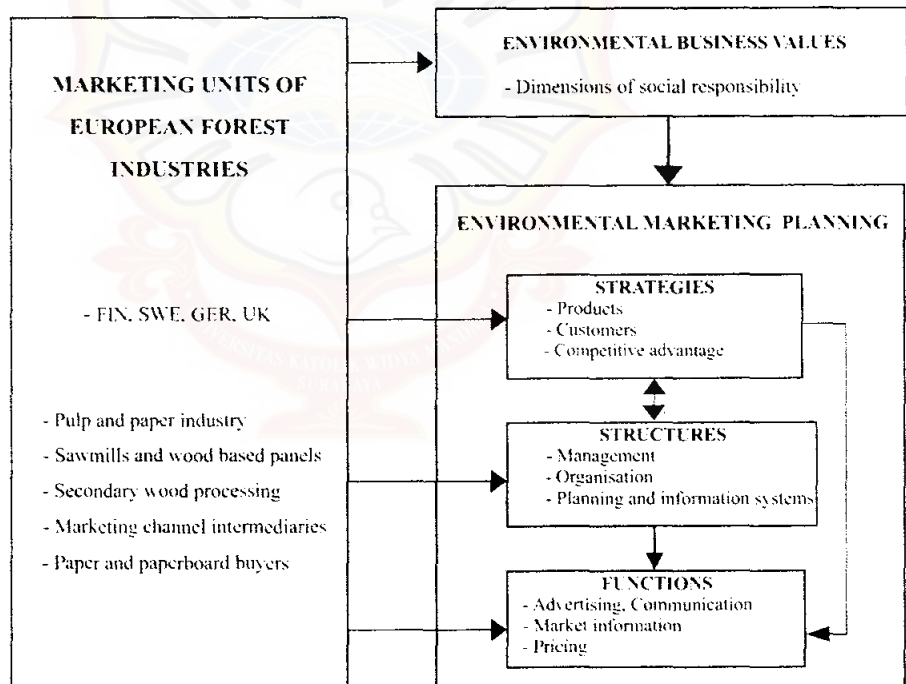 MARKETING UNITS OF
EUROPEAN FOREST
INDUSTRIES
- FIN, SWE, GER, UK
- Pulp and paper industry
- Sawmills and wood based panels
- Secondary wood processing
- Marketing channel intermediaries
- Paper and paperboard buyers
ENVIRONMENTAL BUSINESS VALUES
- Dimensions of social responsibility
ENVIRONMENTAL MARKETING PLANNING
STRATEGIES
- Products
- Customers
- Competitive advantage
STRUCTURES
- Management
- Organisation
- Planning and information systems
FUNCTIONS
- Advertising, Communication
- Market information
- Pricing